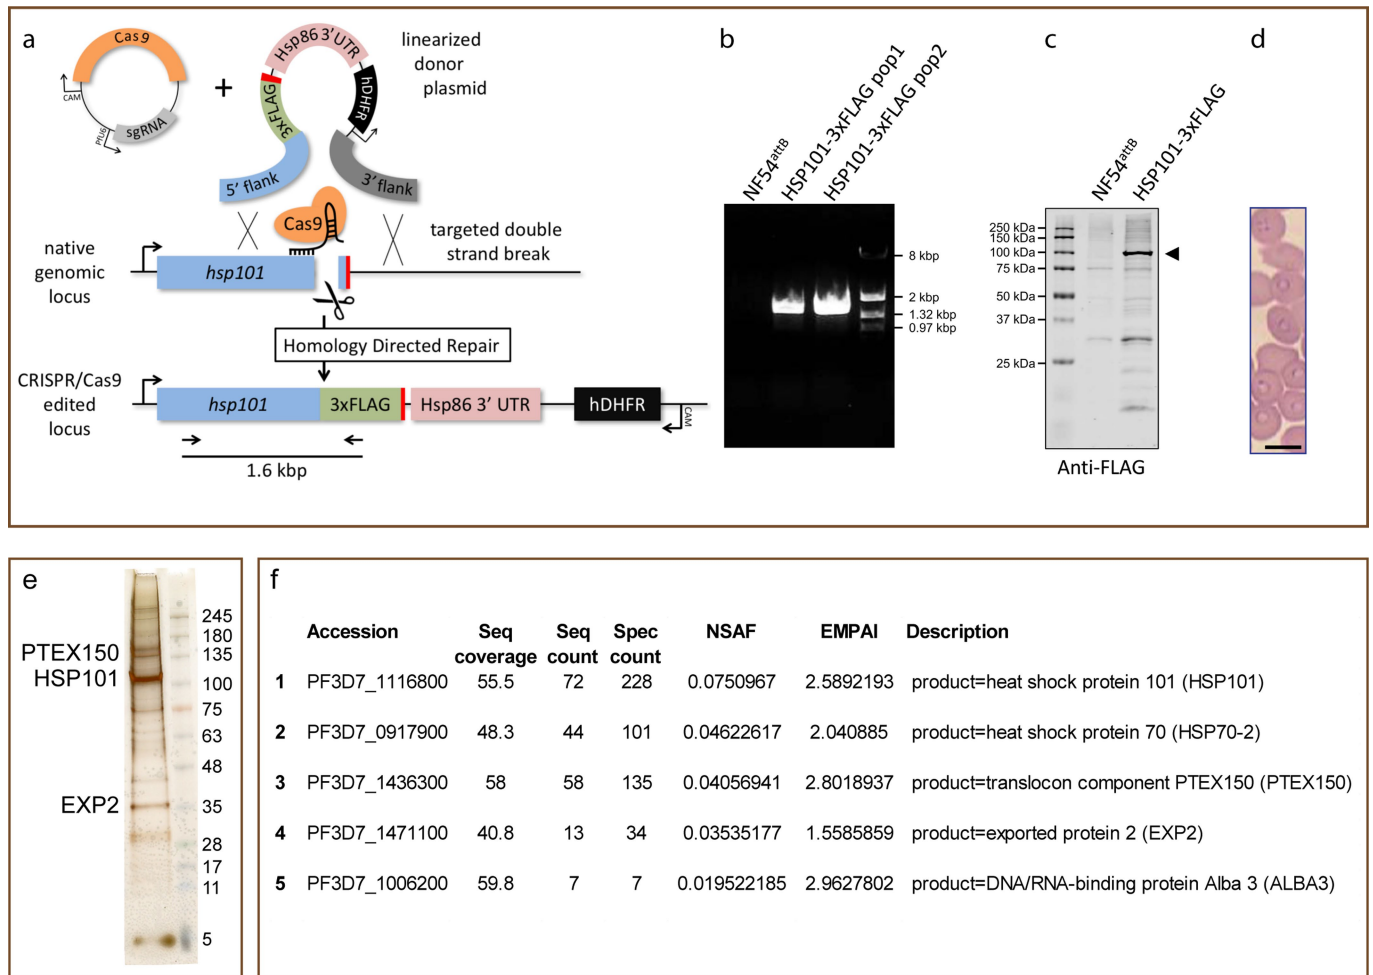 a
Cas9
CAM
PfU6
sgRNA
+
Hsp86 3'UTR
3xFLAG
hDHFR
5' flank
3' flank
linearized
donor
plasmid
Cas9
targeted double
strand break
native
genomic
locus
hsp101
Homology Directed Repair
CRISPR/Cas9
edited
locus
hsp101
3xFLAG
Hsp86 3' UTR
hDHFR
CAM
1.6 kbp
b
NF54attB
HSP101-3xFLAG pop1
HSP101-3xFLAG pop2
8 kbp
2 kbp
1.32 kbp
0.97 kbp
c
NF54attB
HSP101-3xFLAG
250 kDa
150 kDa
100 kDa
75 kDa
50 kDa
37 kDa
25 kDa
Anti-FLAG
d
e
PTEX150
HSP101
EXP2
245
180
135
100
75
63
48
35
28
17
11
5
f
Accession Seq coverage Seq count Spec count NSAF EMPAI Description
1 PF3D7_1116800 55.5 72 228 0.0750967 2.5892193 product=heat shock protein 101 (HSP101)
2 PF3D7_0917900 48.3 44 101 0.04622617 2.040885 product=heat shock protein 70 (HSP70-2)
3 PF3D7_1436300 58 58 135 0.04056941 2.8018937 product=translocon component PTEX150 (PTEX150)
4 PF3D7_1471100 40.8 13 34 0.03535177 1.5585859 product=exported protein 2 (EXP2)
5 PF3D7_1006200 59.8 7 7 0.019522185 2.9627802 product=DNA/RNA-binding protein Alba 3 (ALBA3)